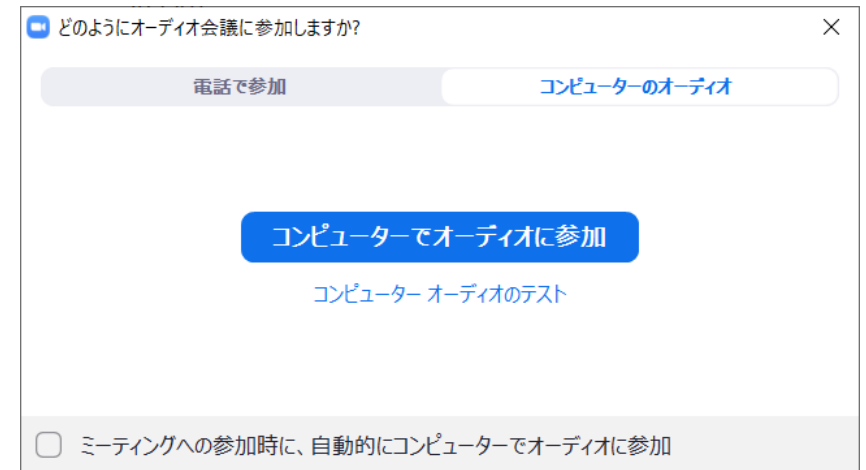 どのようにオーディオ会議に参加しますか?
電話で参加
コンピューターのオーディオ
コンピューターでオーディオに参加
コンピューター オーディオのテスト
ミーティングへの参加時に、自動的にコンピューターでオーディオに参加